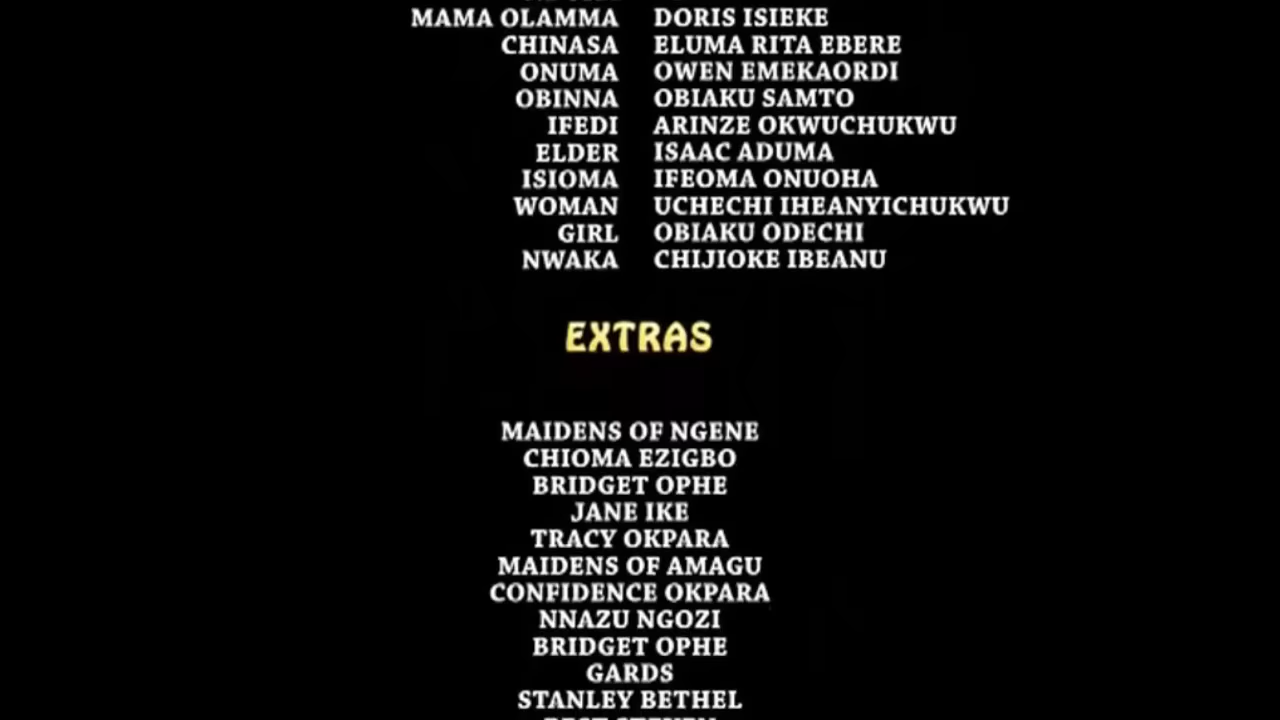 MAMA OLAMMA DORIS ISIEKE
CHINASA ELUMA RITA EBERE
ONUMA OWEN EMEKAORDI
OBINNA OBIAKU SAMTO
IFEDI ARINZE OKWUCHUKWU
ELDER ISAAC ADUMA
ISIOMA IFEOMA ONUOHA
WOMAN UCHECHI IHEANYICHUKWU
GIRL OBIAKU ODECHI
NWAKA CHIJIOKE IBEANU
EXTRAS
MAIDENS OF NGENE
CHIOMA EZIGBO
BRIDGET OPHE
JANE IKE
TRACY OKPARA
MAIDENS OF AMAGU
CONFIDENCE OKPARA
NNAZU NGOZI
BRIDGET OPHE
GARDS
STANLEY BETHEL